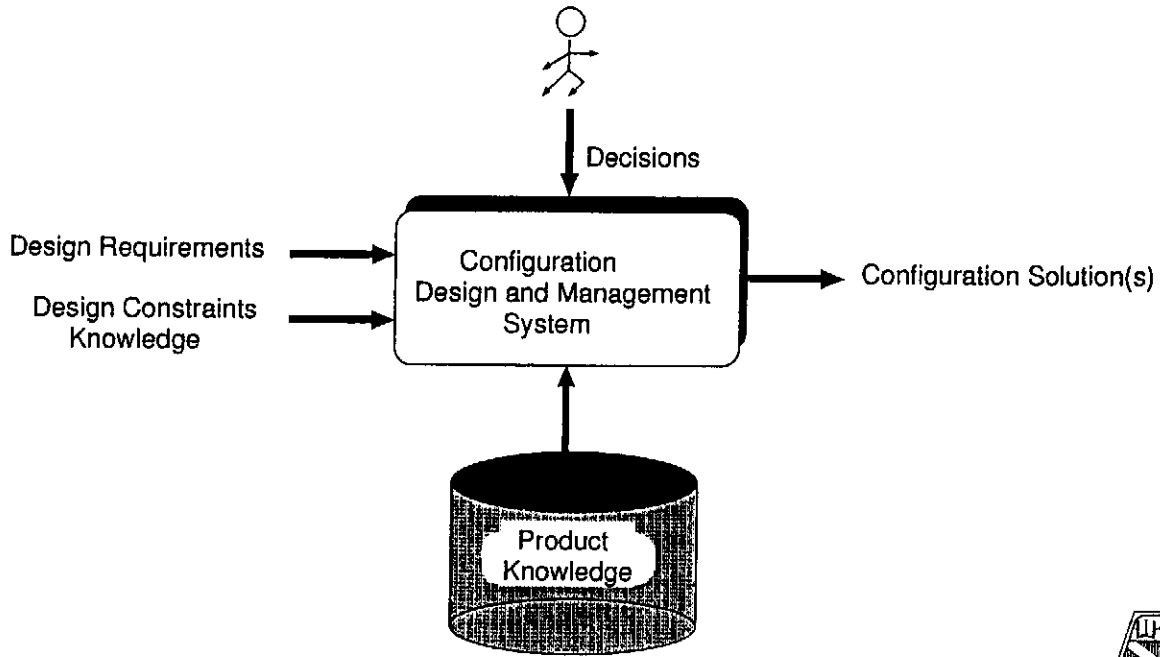 Decisions
Design Requirements
Design Constraints
Knowledge
Configuration
Design and Management
System
Configuration Solution(s)
Product
Knowledge